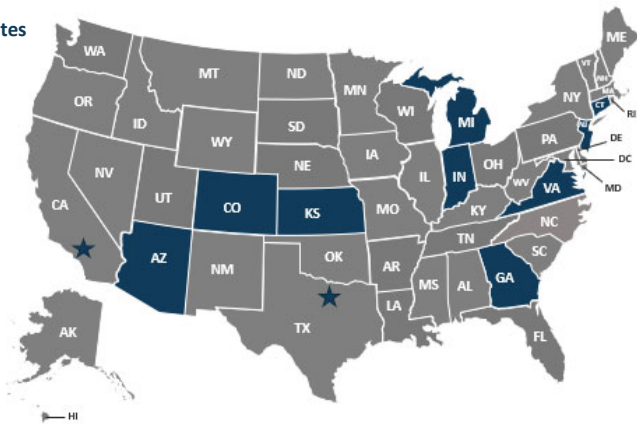 tes
WA
MT
ND
MN
ME
VT
NH
OR
ID
SD
WI
MI
NY
MA
CT
RI
WY
IA
PA
NJ
DE
NV
NE
IL
IN
OH
DC
UT
CO
KS
MO
WV
VA
MD
CA
KY
NC
AZ
NM
OK
TN
AR
SC
TX
LA
MS
AL
GA
AK
FL
HI